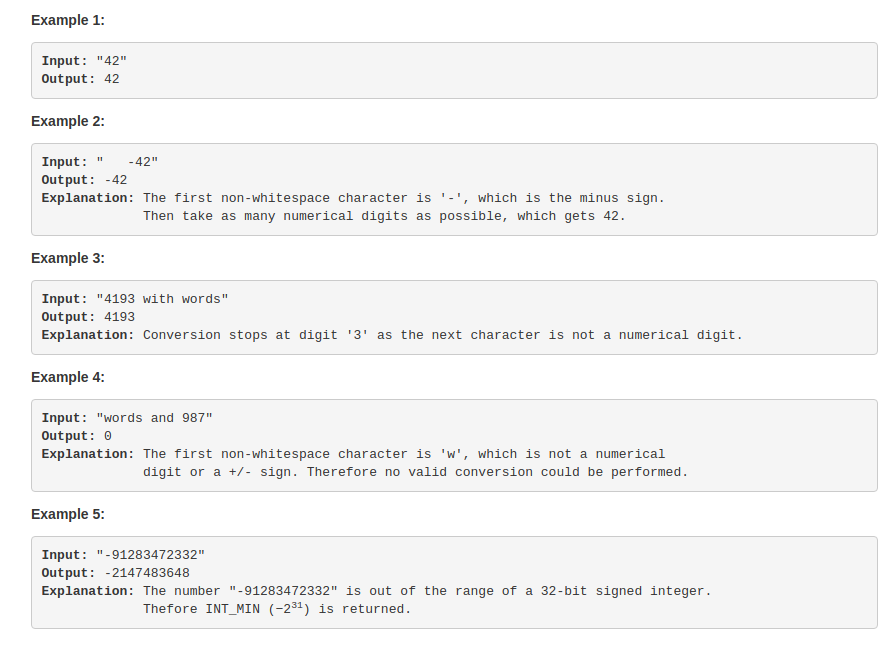 Example 1:
Input: "42"
Output: 42
Example 2:
Input: "   -42"
Output: -42
Explanation: The first non-whitespace character is '-', which is the minus sign.
Then take as many numerical digits as possible, which gets 42.
Example 3:
Input: "4193 with words"
Output: 4193
Explanation: Conversion stops at digit '3' as the next character is not a numerical digit.
Example 4:
Input: "words and 987"
Output: 0
Explanation: The first non-whitespace character is 'w', which is not a numerical
digit or a +/- sign. Therefore no valid conversion could be performed.
Example 5:
Input: "-91283472332"
Output: -2147483648
Explanation: The number "-91283472332" is out of the range of a 32-bit signed integer.
Thefore INT_MIN (−2³¹) is returned.